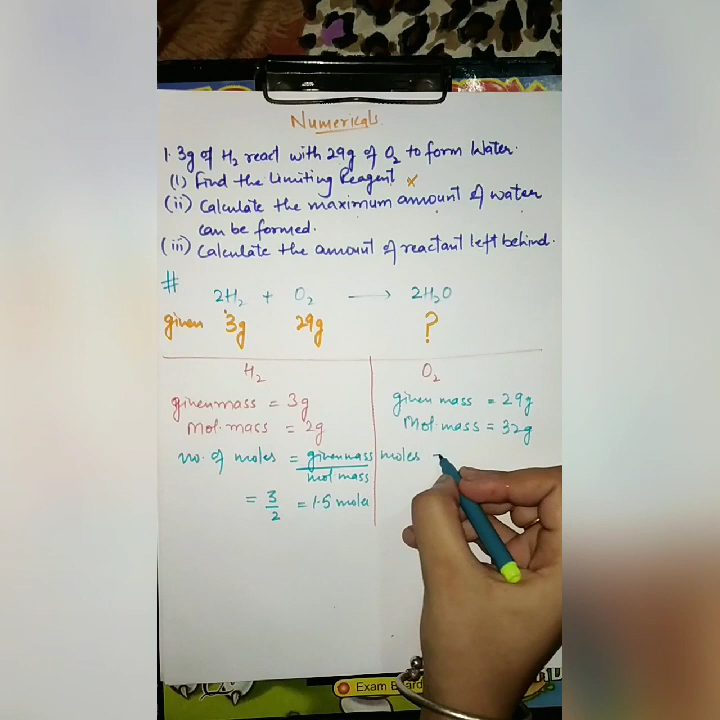 Numericals.
1. 3g of H₂ react with 29g of O₂ to form Water.
(i) Find the Limiting Reagent x
(ii) Calculate the maximum amount of water
can be formed.
(iii) Calculate the amount of reactant left behind.
#
2H₂ + O₂ ⟶ 2H₂O
given 3g 29g ?
H₂
given mass = 3g
Mol. mass = 2g
no. of moles = given mass / mol mass
= 3/2 = 1.5 mole
O₂
given mass = 29g
Mol. mass = 32g
moles =
Exam Board